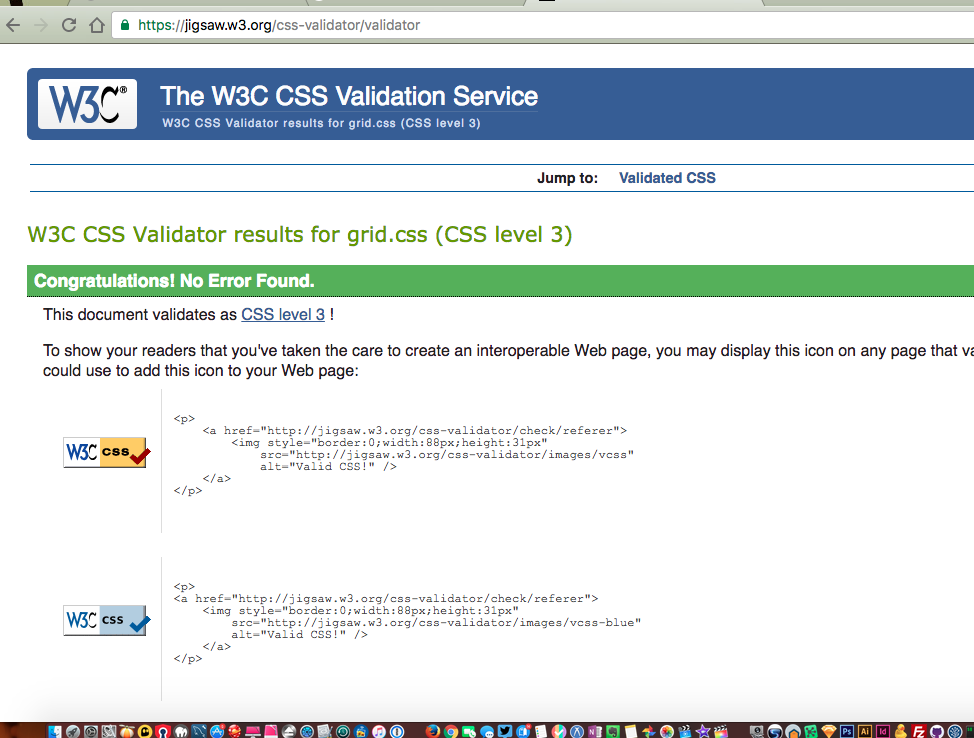 https://jigsaw.w3.org/css-validator/validator
W3C®
The W3C CSS Validation Service
W3C CSS Validator results for grid.css (CSS level 3)
Jump to: Validated CSS
W3C CSS Validator results for grid.css (CSS level 3)
Congratulations! No Error Found.
This document validates as CSS level 3 !
To show your readers that you've taken the care to create an interoperable Web page, you may display this icon on any page that va
could use to add this icon to your Web page:
W3C css
<p>
<a href="http://jigsaw.w3.org/css-validator/check/referer">
<img style="border:0;width:88px;height:31px"
src="http://jigsaw.w3.org/css-validator/images/vcss"
alt="Valid CSS!" />
</a>
</p>
W3C css
<p>
<a href="http://jigsaw.w3.org/css-validator/check/referer">
<img style="border:0;width:88px;height:31px"
src="http://jigsaw.w3.org/css-validator/images/vcss-blue"
alt="Valid CSS!" />
</a>
</p>
Ps Ai Id Fz